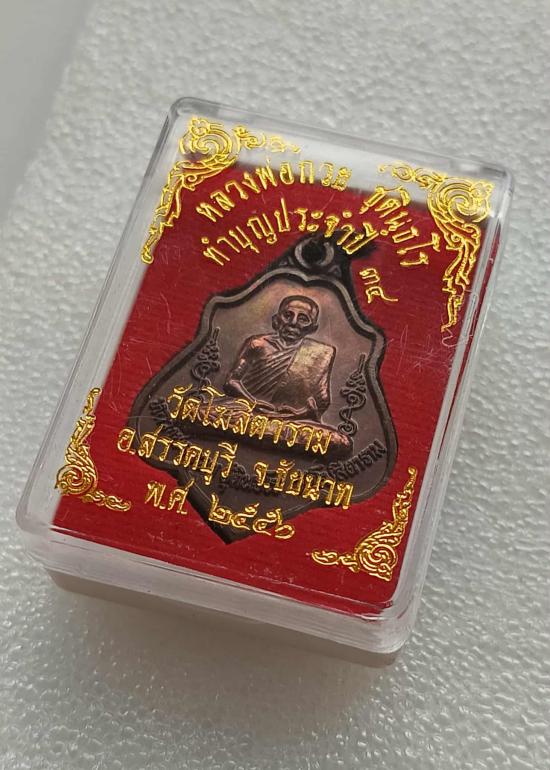 หลวงพ่อกวย ชุตินฺธโร
ทำบุญประจำปี ๓๔
วัดโฆสิตาราม
อ.สรรคบุรี จ.ชัยนาท
พ.ศ. ๒๕๕๖